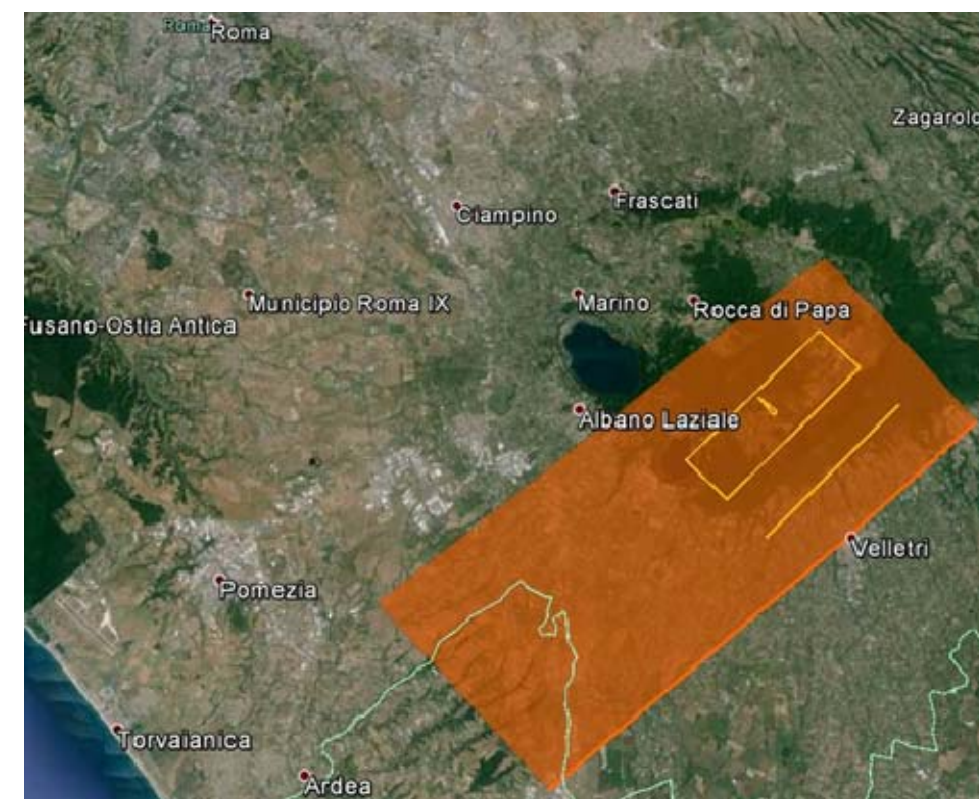 Roma
Roma
Zagarolo
Frascati
Ciampino
Municipio Roma IX
Marino
Rocca di Papa
Fusano-Ostia Antica
Albano Laziale
Velletri
Pomezia
Torvaianica
Ardea